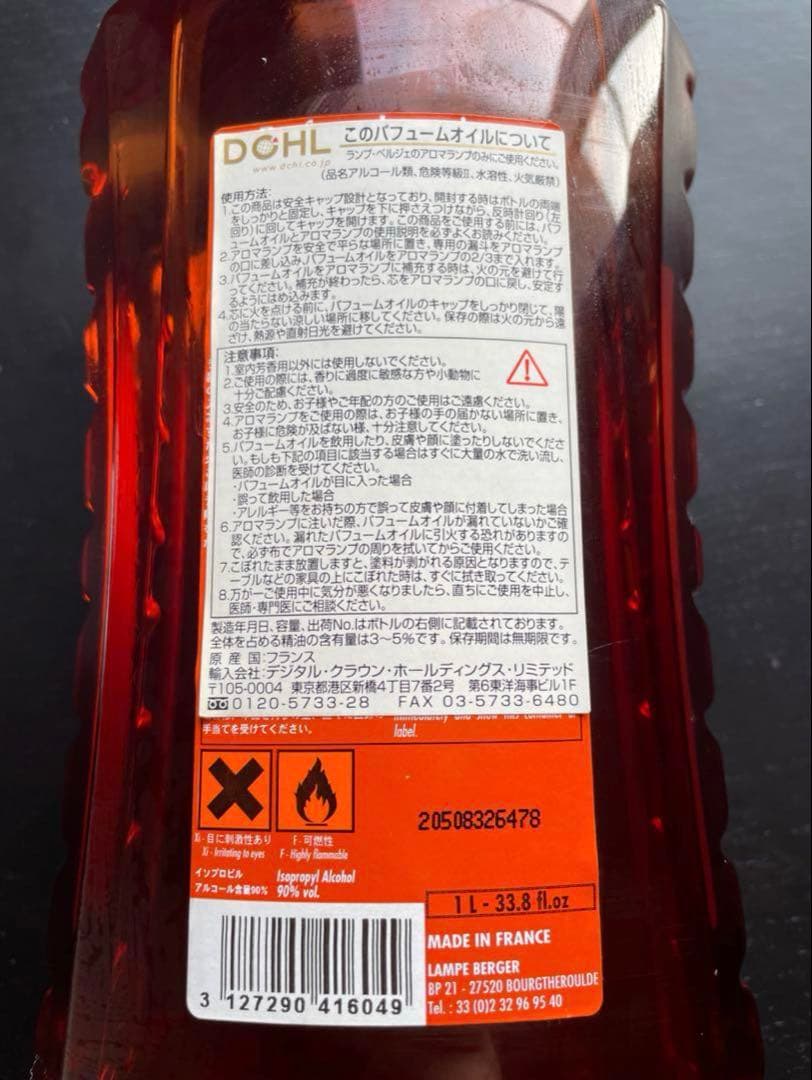 DCHL
www.dchl.co.jp
このパフュームオイルについて
ランプ・ベルジェのアロマランプのみにご使用ください。
(品名アルコール類、危険等級Ⅱ、水溶性、火気厳禁)
使用方法:
1.この商品は安全キャップ設計となっており、開封する時はボトルの両端
をしっかりと固定し、キャップを下に押さえつけながら、反時計回り(左
回り)に回してキャップを開けます。この商品をご使用する前には、パフ
ュームオイルとアロマランプの使用説明を必ずよくお読みください。
2.アロマランプを安全で平らな場所に置き、専用の漏斗をアロマランプ
の口に差し込み、パフュームオイルをアロマランプの2/3まで入れます。
3.パフュームオイルをアロマランプに補充する時は、火の元を避けて行
ってください。補充が終わったら、芯をアロマランプの口に戻し、安定す
るようにはめ込みます。
4.芯に火を点ける前に、パフュームオイルのキャップをしっかり閉じて、陽
の当たらない涼しい場所に移してください。保存の際は火の元から遠
ざけ、熱源や直射日光を避けてください。
注意事項:
1.室内芳香用以外には使用しないでください。
2.ご使用の際には、香りに過度に敏感な方や小動物に
十分ご配慮ください。
3.安全のため、お子様やご年配の方のご使用はご遠慮ください。
4.アロマランプをご使用の際は、お子様の手の届かない場所に置き、
お子様に危険が及ばない様、十分注意してください。
5.パフュームオイルを飲用したり、皮膚や顔に塗ったりしないでくださ
い。もしも下記の項目に該当する場合はすぐに大量の水で洗い流し、
医師の診断を受けてください。
・パフュームオイルが目に入った場合
・誤って飲用した場合
・アレルギー等をお持ちの方で誤って皮膚や顔に付着してしまった場合
6.アロマランプに注いだ際、パフュームオイルが漏れていないかご確
認ください。漏れたパフュームオイルに引火する恐れがありますの
で、必ず布でアロマランプの周りを拭いてからご使用ください。
7.こぼれたまま放置しますと、塗料が剥がれる原因となりますので、テ
ーブルなどの家具の上にこぼれた時は、すぐに拭き取ってください。
8.万が一ご使用中に気分が悪くなりましたら、直ちにご使用を中止し、
医師・専門医にご相談ください。
製造年月日、容量、出荷No.はボトルの右側に記載されております。
全体を占める精油の含有量は3~5%です。保存期間は無期限です。
原 産 国:フランス
輸入会社:デジタル・クラウン・ホールディングス・リミテッド
〒105-0004 東京都港区新橋4丁目7番2号 第6東洋海事ビル1F
0120-5733-28 FAX 03-5733-6480
immediately and show this container or
手当てを受けてください。
label.
Xi - 目に刺激性あり
Xi - Irritating to eyes
F - 可燃性
F - Highly flammable
20508326478
イソプロピル
アルコール含有量90%
Isopropyl Alcohol
90% vol.
1 L - 33.8 fl.oz
MADE IN FRANCE
LAMPE BERGER
BP 21 - 27520 BOURGTHEROULDE
Tel. : 33 (0)2 32 96 95 40
3 127290 416049